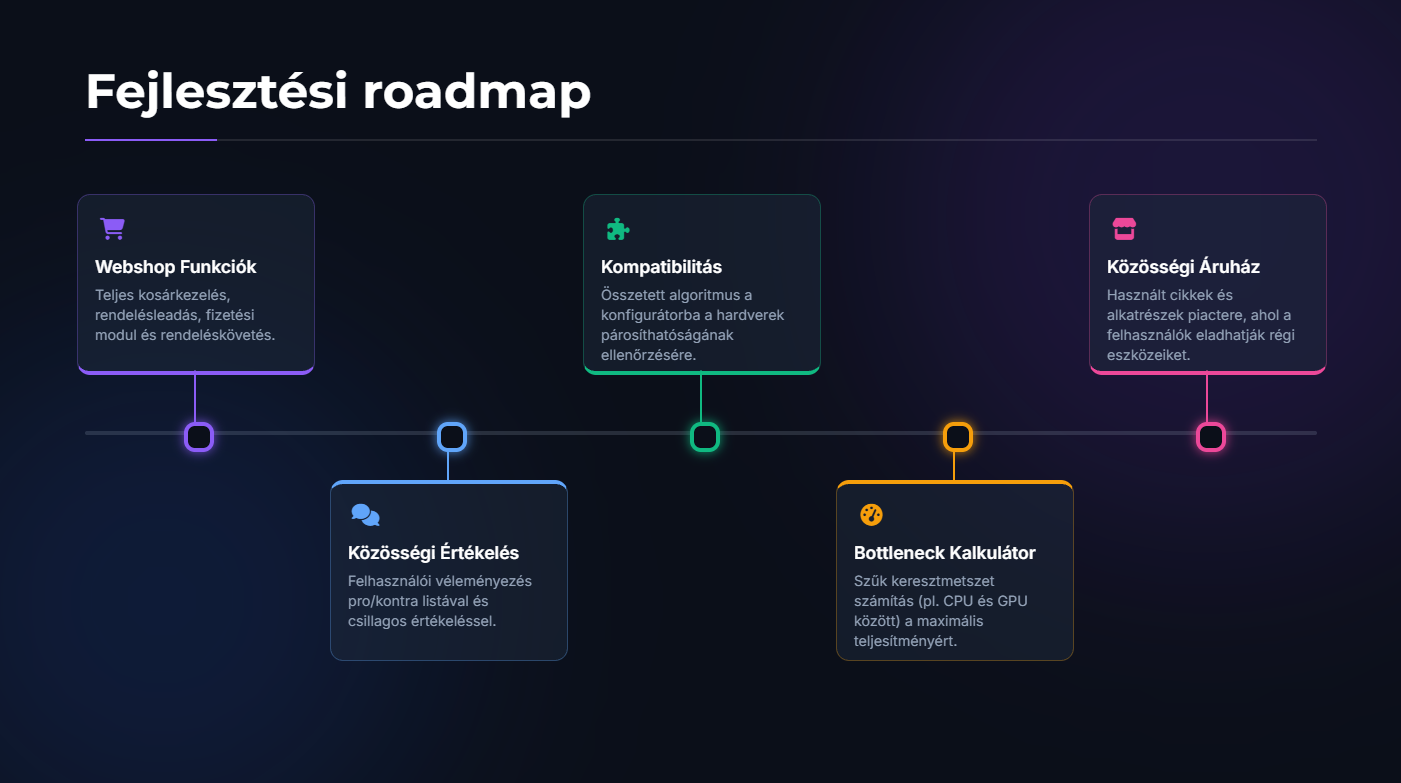 Fejlesztési roadmap
Webshop Funkciók
Teljes kosárkezelés,
rendelésleadás, fizetési
modul és rendeléskövetés.
Közösségi Értékelés
Felhasználói véleményezés
pro/kontra listával és
csillagos értékeléssel.
Kompatibilitás
Összetett algoritmus a
konfigurátorba a hardverek
párosíthatóságának
ellenőrzésére.
Bottleneck Kalkulátor
Szűk keresztmetszet
számítás (pl. CPU és GPU
között) a maximális
teljesítményért.
Közösségi Áruház
Használt cikkek és
alkatrészek piactere, ahol a
felhasználók eladhatják régi
eszközeiket.